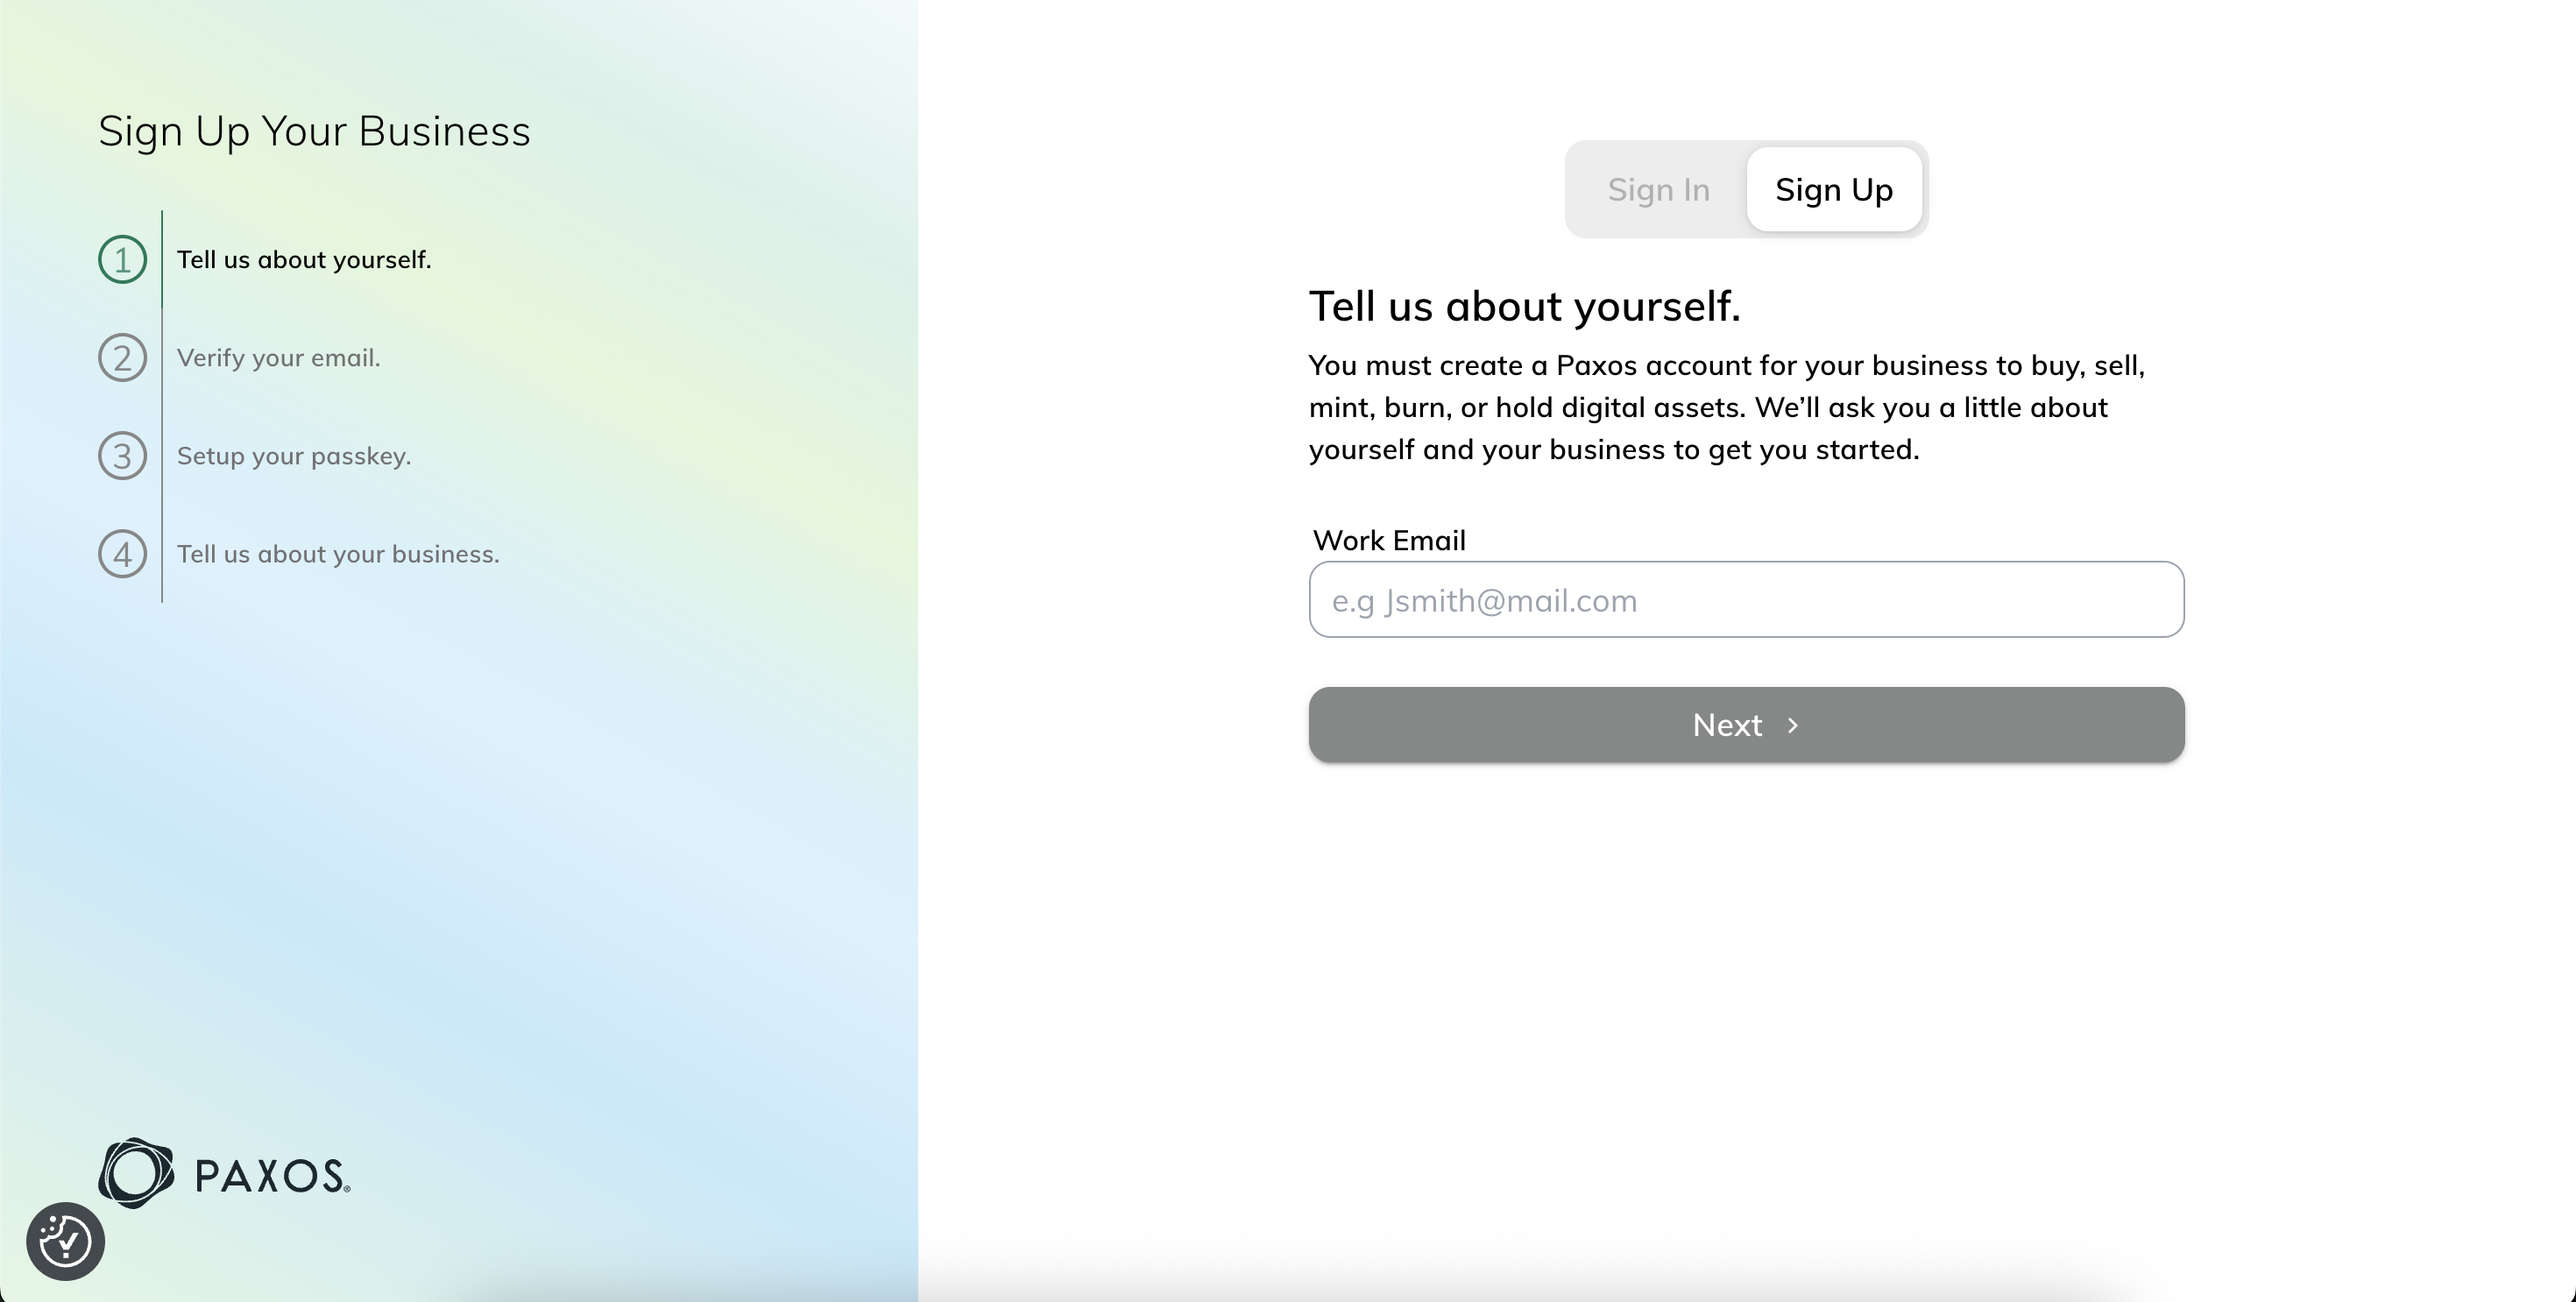 Sign Up Your Business
1 Tell us about yourself.
2 Verify your email.
3 Setup your passkey.
4 Tell us about your business.
PAXOS®
Sign In Sign Up
Tell us about yourself.
You must create a Paxos account for your business to buy, sell,
mint, burn, or hold digital assets. We’ll ask you a little about
yourself and your business to get you started.
Work Email
e.g Jsmith@mail.com
Next